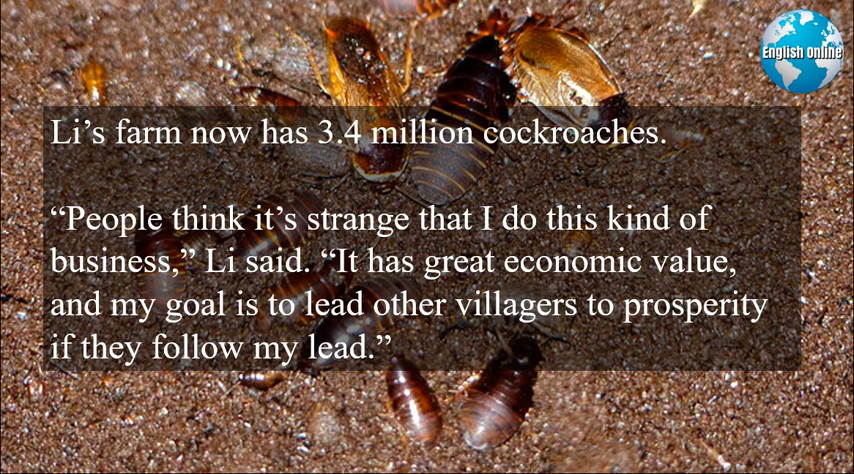 English Online
Li’s farm now has 3.4 million cockroaches.
“People think it’s strange that I do this kind of
business,” Li said. “It has great economic value,
and my goal is to lead other villagers to prosperity
if they follow my lead.”